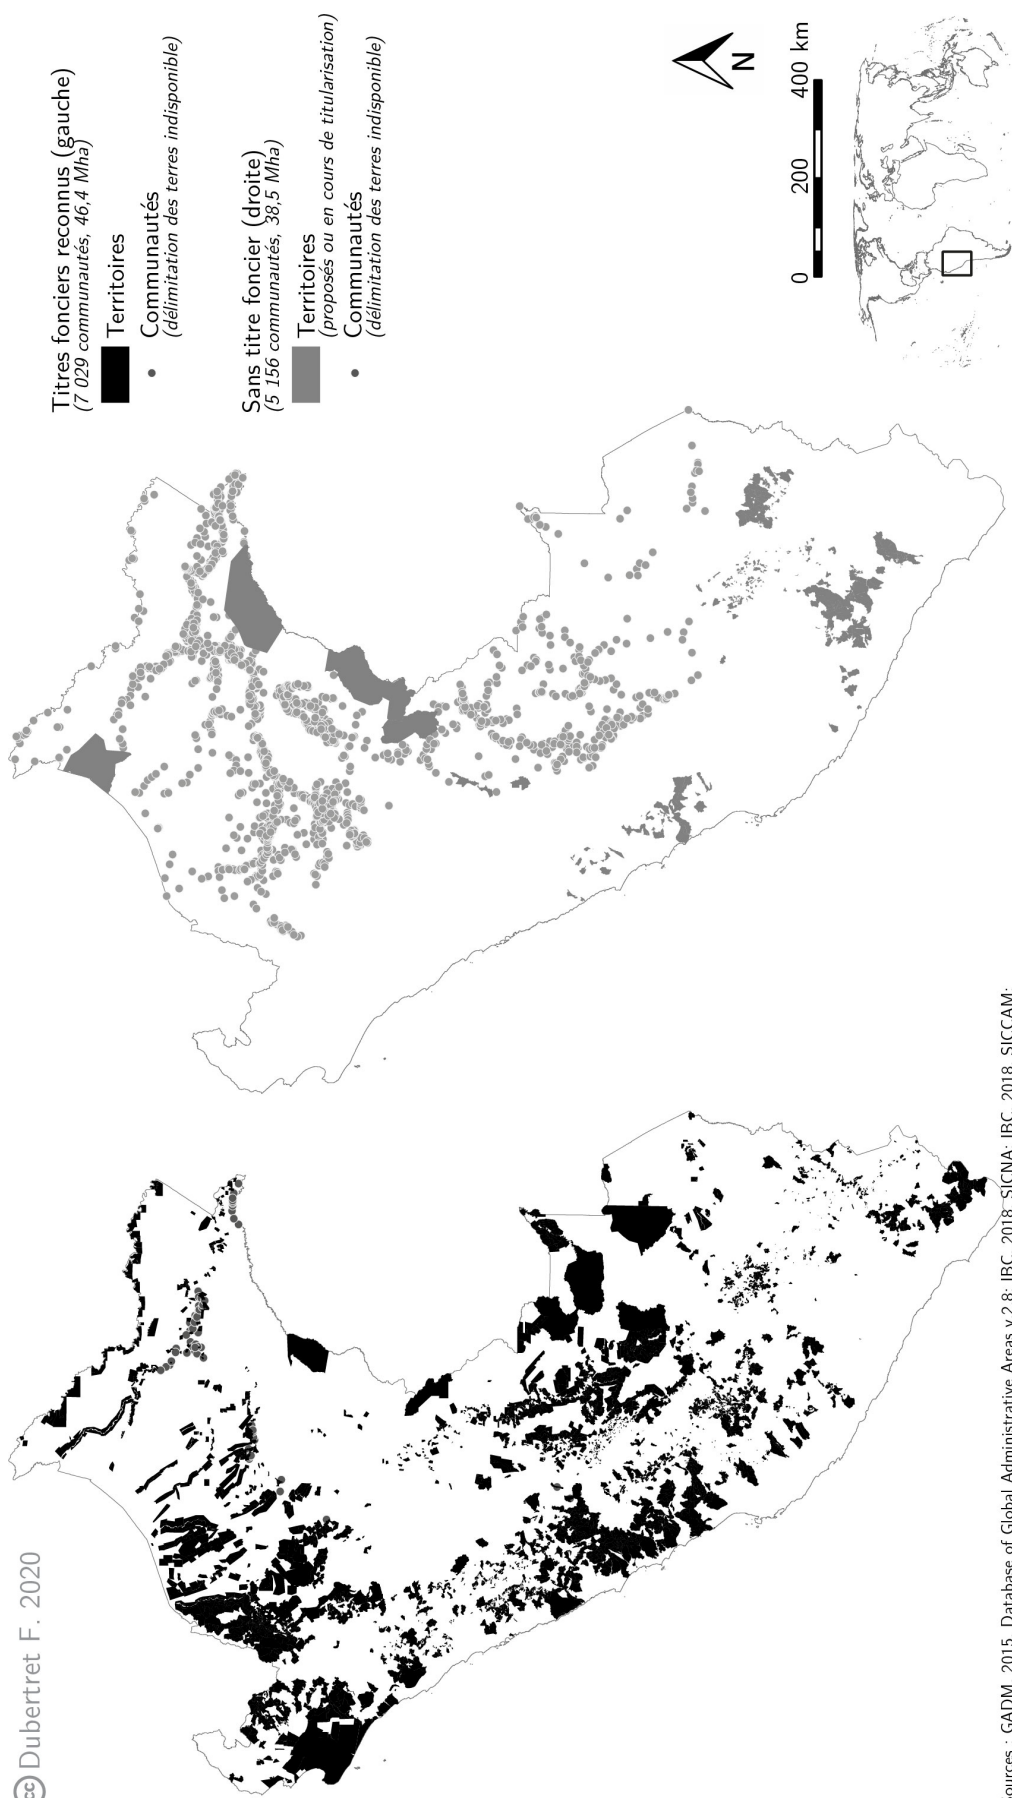 © Dubertret F. 2020
Titres fonciers reconnus (gauche)
(7 029 communautés, 46,4 Mha)
Territoires
Communautés
(délimitation des terres indisponible)
Sans titre foncier (droite)
(5 156 communautés, 38,5 Mha)
Territoires
(proposés ou en cours de titularisation)
Communautés
(délimitation des terres indisponible)
N
0 200 400 km
Sources : GADM, 2015, Database of Global Administrative Areas v.2.8; IBC, 2018, SICNA; IBC, 2018, SICCAM;